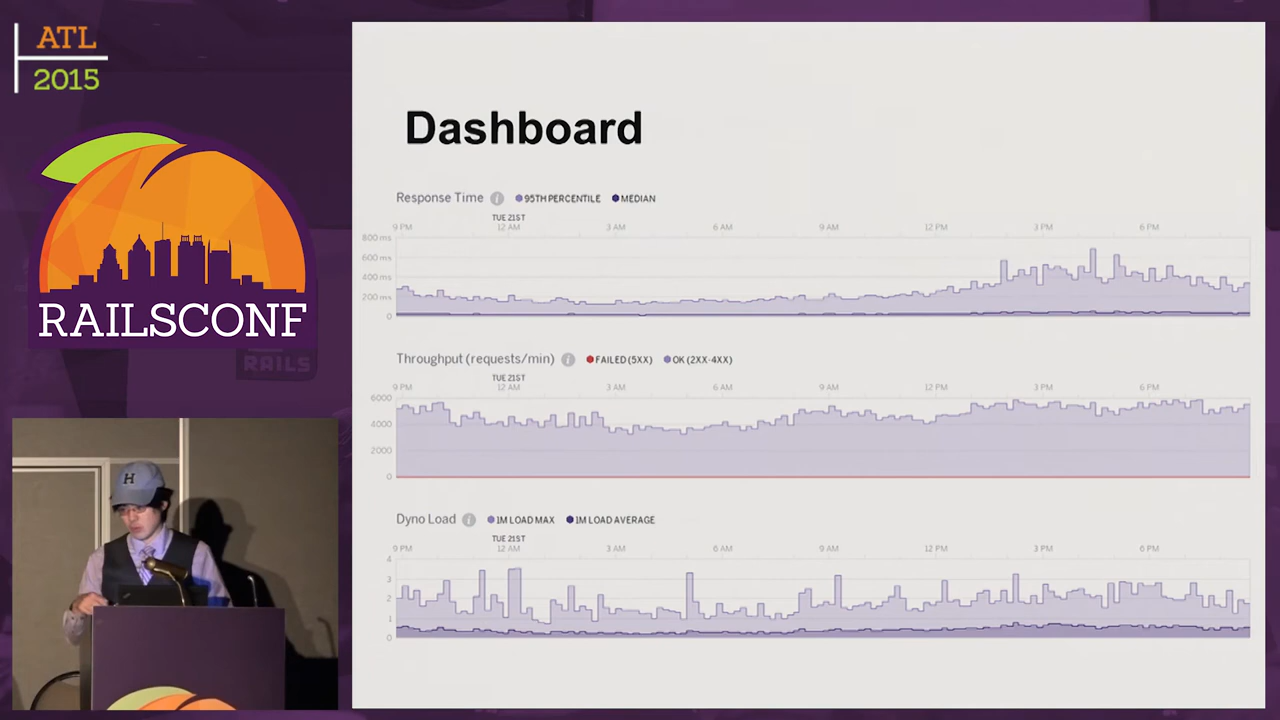 ATL
2015
RAILSCONF
RAILS
H
Dashboard
Response Time i 95TH PERCENTILE MEDIAN
TUE 21ST
9 PM 12 AM 3 AM 6 AM 9 AM 12 PM 3 PM 6 PM
800 ms
600 ms
400 ms
200 ms
0
Throughput (requests/min) i FAILED (5XX) OK (2XX-4XX)
TUE 21ST
9 PM 12 AM 3 AM 6 AM 9 AM 12 PM 3 PM 6 PM
6000
4000
2000
0
Dyno Load i 1M LOAD MAX 1M LOAD AVERAGE
TUE 21ST
9 PM 12 AM 3 AM 6 AM 9 AM 12 PM 3 PM 6 PM
4
3
2
1
0